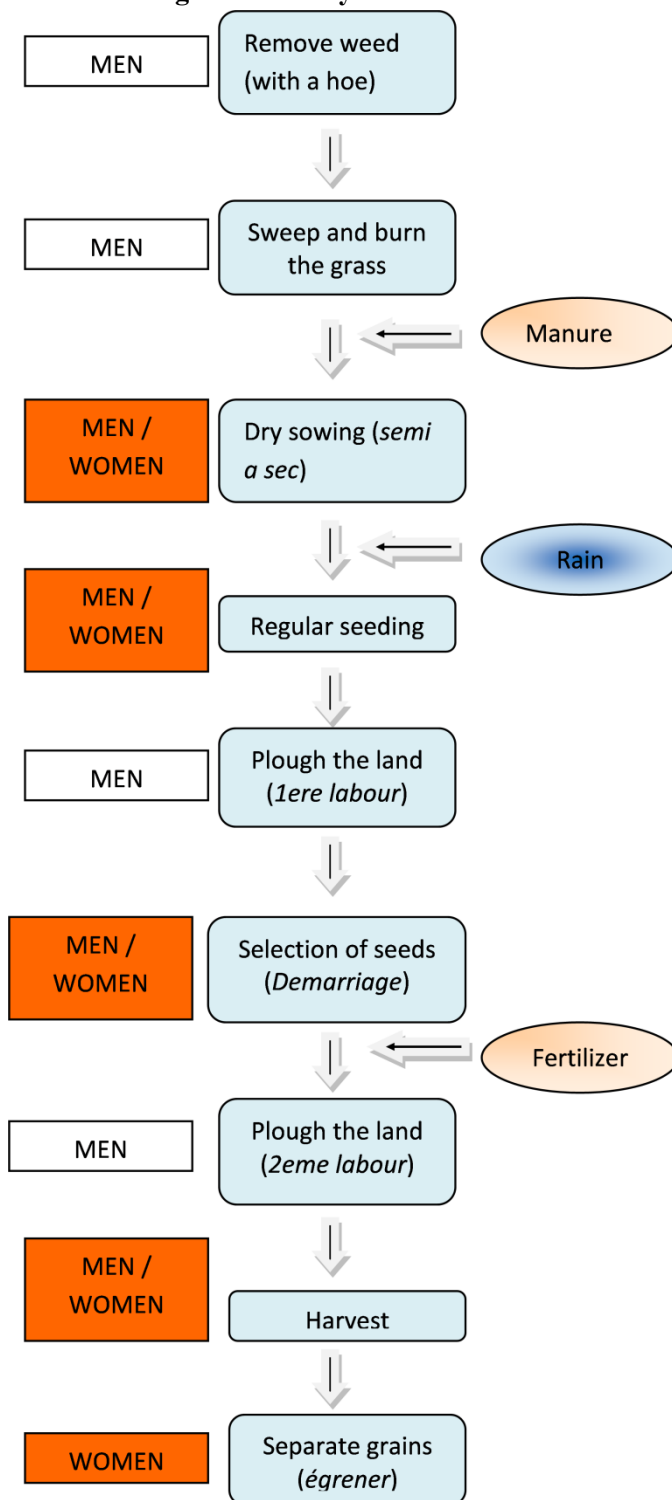 MEN
Remove weed
(with a hoe)
MEN
Sweep and burn
the grass
Manure
MEN /
WOMEN
Dry sowing (semi
a sec)
Rain
MEN /
WOMEN
Regular seeding
MEN
Plough the land
(1ere labour)
MEN /
WOMEN
Selection of seeds
(Demarriage)
Fertilizer
MEN
Plough the land
(2eme labour)
MEN /
WOMEN
Harvest
WOMEN
Separate grains
(égrener)